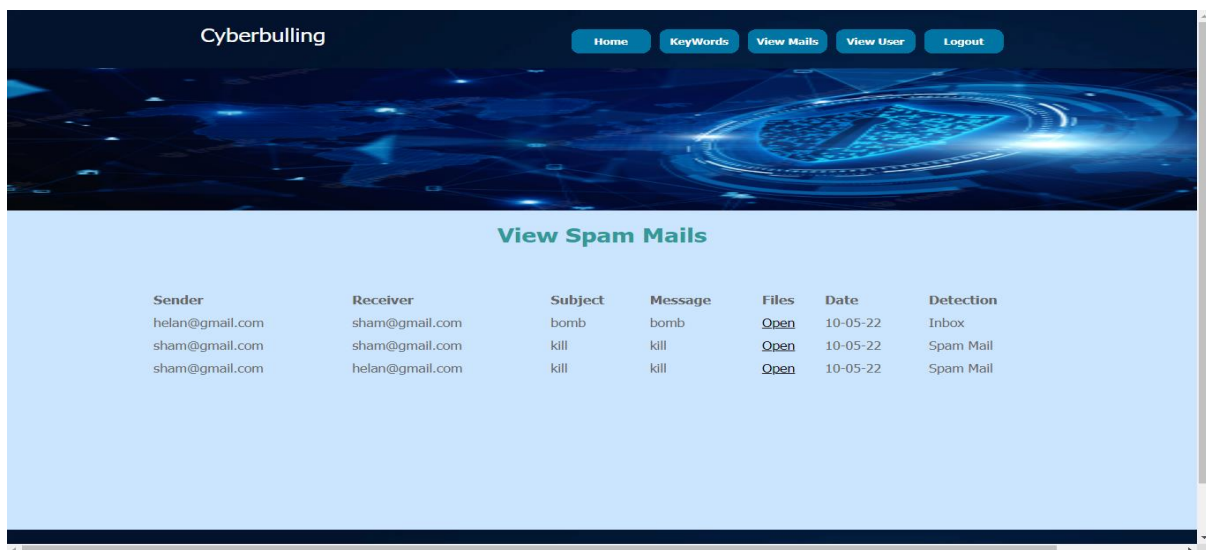 Cyberbulling
Home KeyWords View Mails View User Logout
View Spam Mails
Sender Receiver Subject Message Files Date Detection
helan@gmail.com sham@gmail.com bomb bomb Open 10-05-22 Inbox
sham@gmail.com sham@gmail.com kill kill Open 10-05-22 Spam Mail
sham@gmail.com helan@gmail.com kill kill Open 10-05-22 Spam Mail